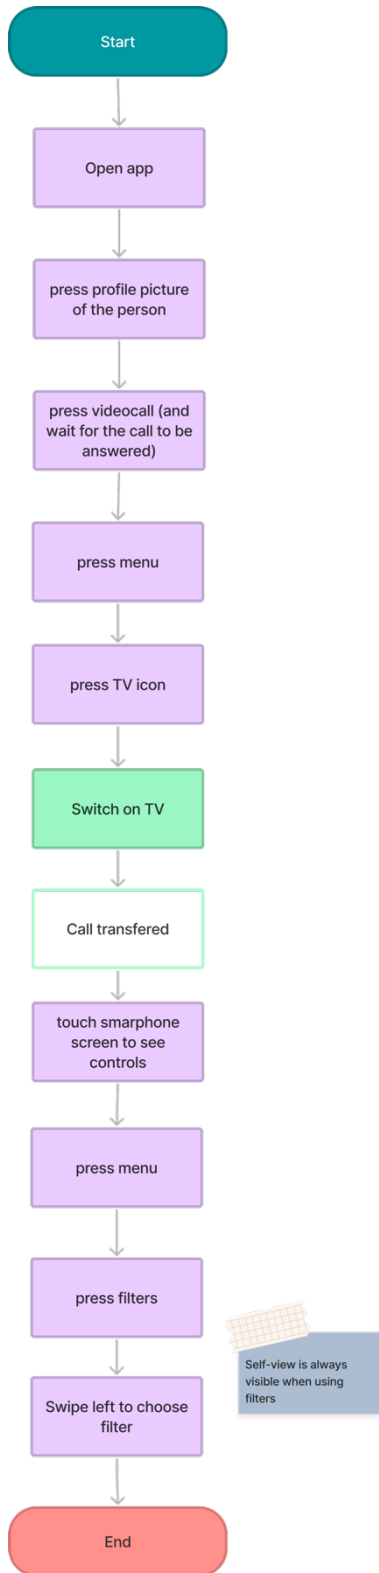 Start
Open app
press profile picture
of the person
press videocall (and
wait for the call to be
answered)
press menu
press TV icon
Switch on TV
Call transfered
touch smarphone
screen to see
controls
press menu
press filters
Self-view is always
visible when using
filters
Swipe left to choose
filter
End